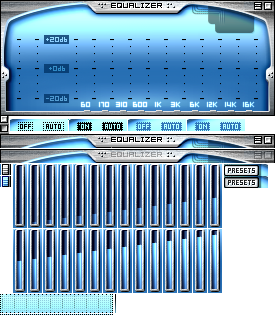 EQUALIZER
+20db
+0db
-20db
60 170 310 600 1K 3K 6K 12K 14K 16K
OFF AUTO ON AUTO OFF AUTO ON AUTO
EQUALIZER
EQUALIZER
PRESETS
PRESETS